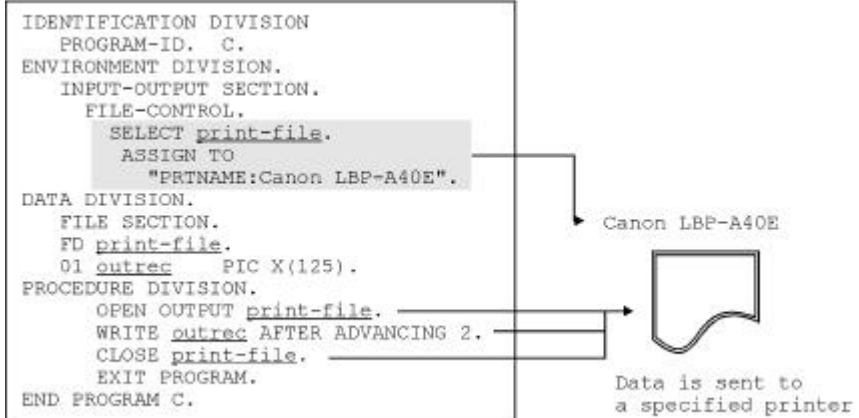 IDENTIFICATION DIVISION
PROGRAM-ID. C.
ENVIRONMENT DIVISION.
INPUT-OUTPUT SECTION.
FILE-CONTROL.
SELECT print-file.
ASSIGN TO
"PRTNAME:Canon LBP-A40E".
DATA DIVISION.
FILE SECTION.
FD print-file.
01 outrec PIC X(125).
PROCEDURE DIVISION.
OPEN OUTPUT print-file.
WRITE outrec AFTER ADVANCING 2.
CLOSE print-file.
EXIT PROGRAM.
END PROGRAM C.
Canon LBP-A40E
Data is sent to
a specified printer